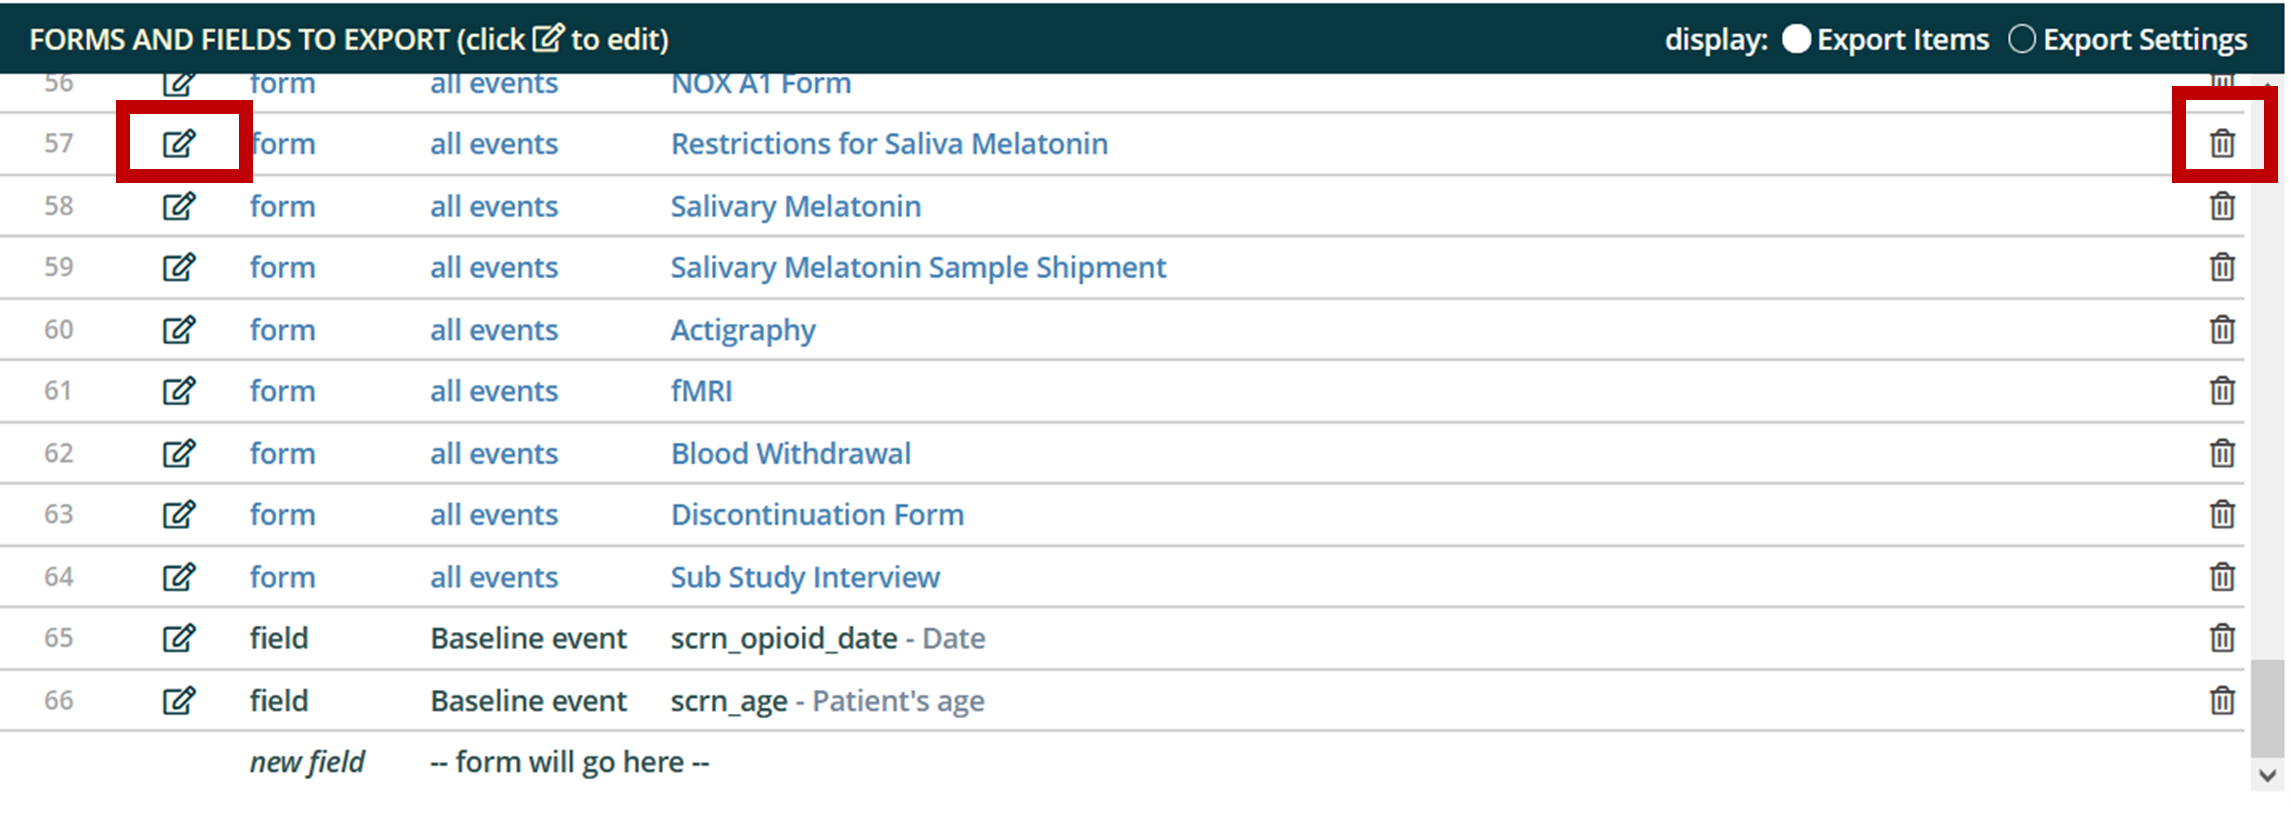 FORMS AND FIELDS TO EXPORT (click to edit) display: Export Items Export Settings
56 form all events NOX A1 Form
57 form all events Restrictions for Saliva Melatonin
58 form all events Salivary Melatonin
59 form all events Salivary Melatonin Sample Shipment
60 form all events Actigraphy
61 form all events fMRI
62 form all events Blood Withdrawal
63 form all events Discontinuation Form
64 form all events Sub Study Interview
65 field Baseline event scrn_opioid_date - Date
66 field Baseline event scrn_age - Patient's age
new field -- form will go here --